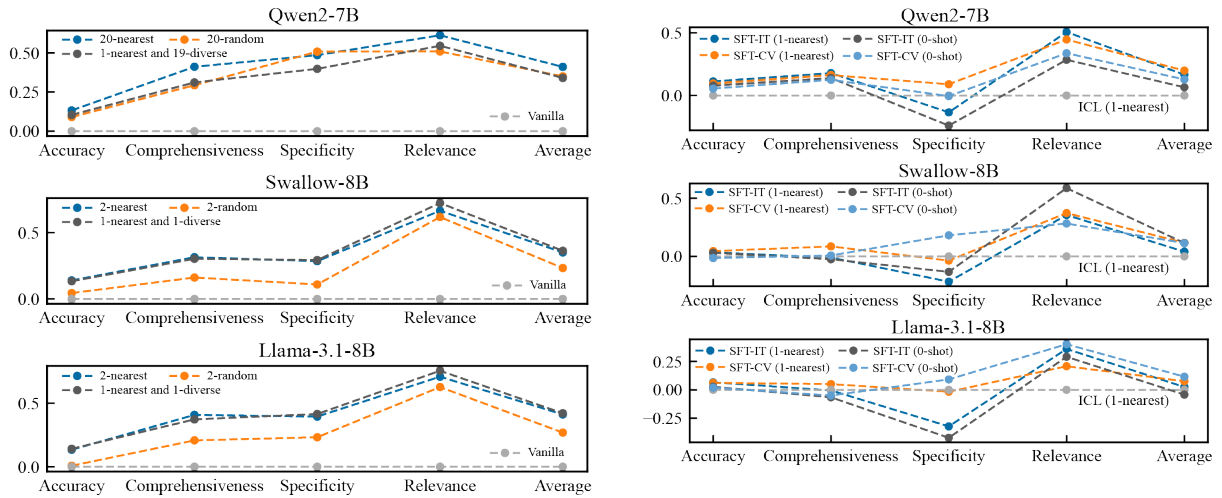 Qwen2-7B
20-nearest 20-random
1-nearest and 19-diverse
0.50
0.25
0.00
Vanilla
Accuracy Comprehensiveness Specificity Relevance Average
Swallow-8B
2-nearest 2-random
1-nearest and 1-diverse
0.5
0.0
Vanilla
Accuracy Comprehensiveness Specificity Relevance Average
Llama-3.1-8B
2-nearest 2-random
1-nearest and 1-diverse
0.5
0.0
Vanilla
Accuracy Comprehensiveness Specificity Relevance Average
Qwen2-7B
SFT-IT (1-nearest) SFT-IT (0-shot)
SFT-CV (1-nearest) SFT-CV (0-shot)
0.5
0.0
ICL (1-nearest)
Accuracy Comprehensiveness Specificity Relevance Average
Swallow-8B
SFT-IT (1-nearest) SFT-IT (0-shot)
SFT-CV (1-nearest) SFT-CV (0-shot)
0.5
0.0
ICL (1-nearest)
Accuracy Comprehensiveness Specificity Relevance Average
Llama-3.1-8B
SFT-IT (1-nearest) SFT-IT (0-shot)
SFT-CV (1-nearest) SFT-CV (0-shot)
0.25
0.00
−0.25
ICL (1-nearest)
Accuracy Comprehensiveness Specificity Relevance Average